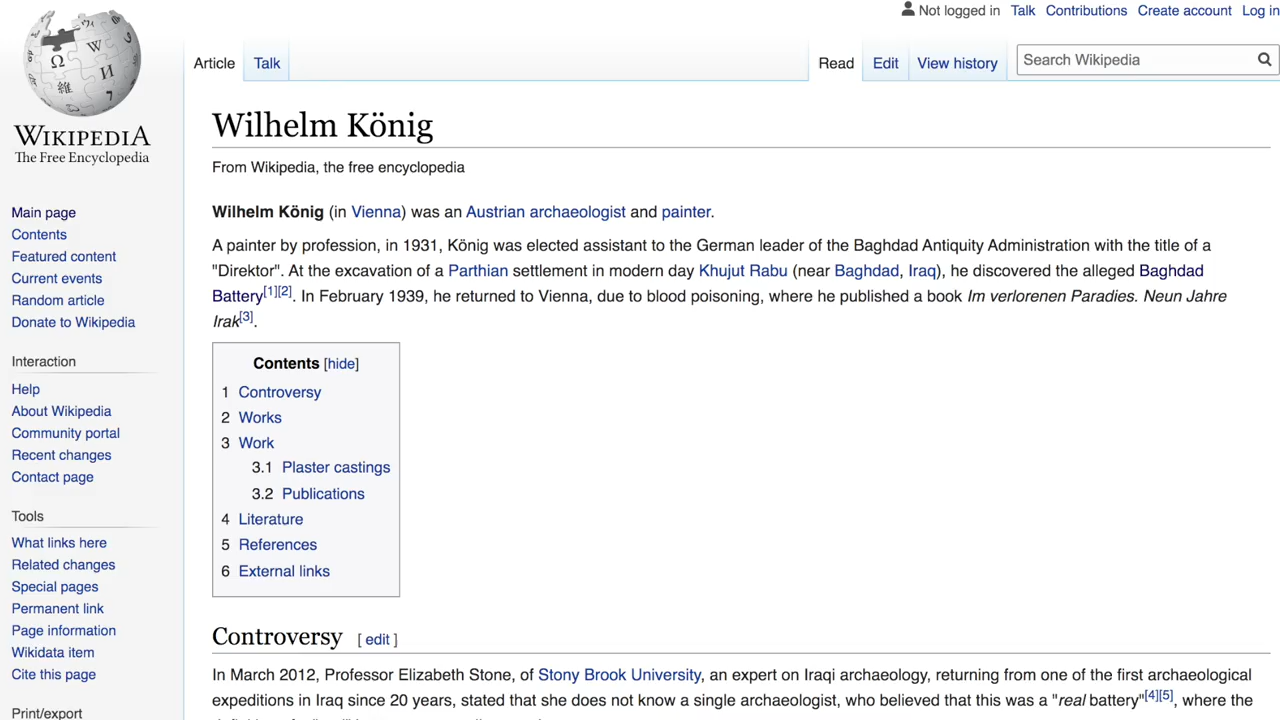 Not logged in Talk Contributions Create account Log in
Article Talk Read Edit View history Search Wikipedia
WIKIPEDIA
The Free Encyclopedia
Main page
Contents
Featured content
Current events
Random article
Donate to Wikipedia
Interaction
Help
About Wikipedia
Community portal
Recent changes
Contact page
Tools
What links here
Related changes
Special pages
Permanent link
Page information
Wikidata item
Cite this page
Print/export
Wilhelm König
From Wikipedia, the free encyclopedia
Wilhelm König (in Vienna) was an Austrian archaeologist and painter.
A painter by profession, in 1931, König was elected assistant to the German leader of the Baghdad Antiquity Administration with the title of a
"Direktor". At the excavation of a Parthian settlement in modern day Khujut Rabu (near Baghdad, Iraq), he discovered the alleged Baghdad
Battery[1][2]. In February 1939, he returned to Vienna, due to blood poisoning, where he published a book Im verlorenen Paradies. Neun Jahre
Irak[3].
Contents [hide]
1 Controversy
2 Works
3 Work
3.1 Plaster castings
3.2 Publications
4 Literature
5 References
6 External links
Controversy [ edit ]
In March 2012, Professor Elizabeth Stone, of Stony Brook University, an expert on Iraqi archaeology, returning from one of the first archaeological
expeditions in Iraq since 20 years, stated that she does not know a single archaeologist, who believed that this was a "real battery"[4][5], where the